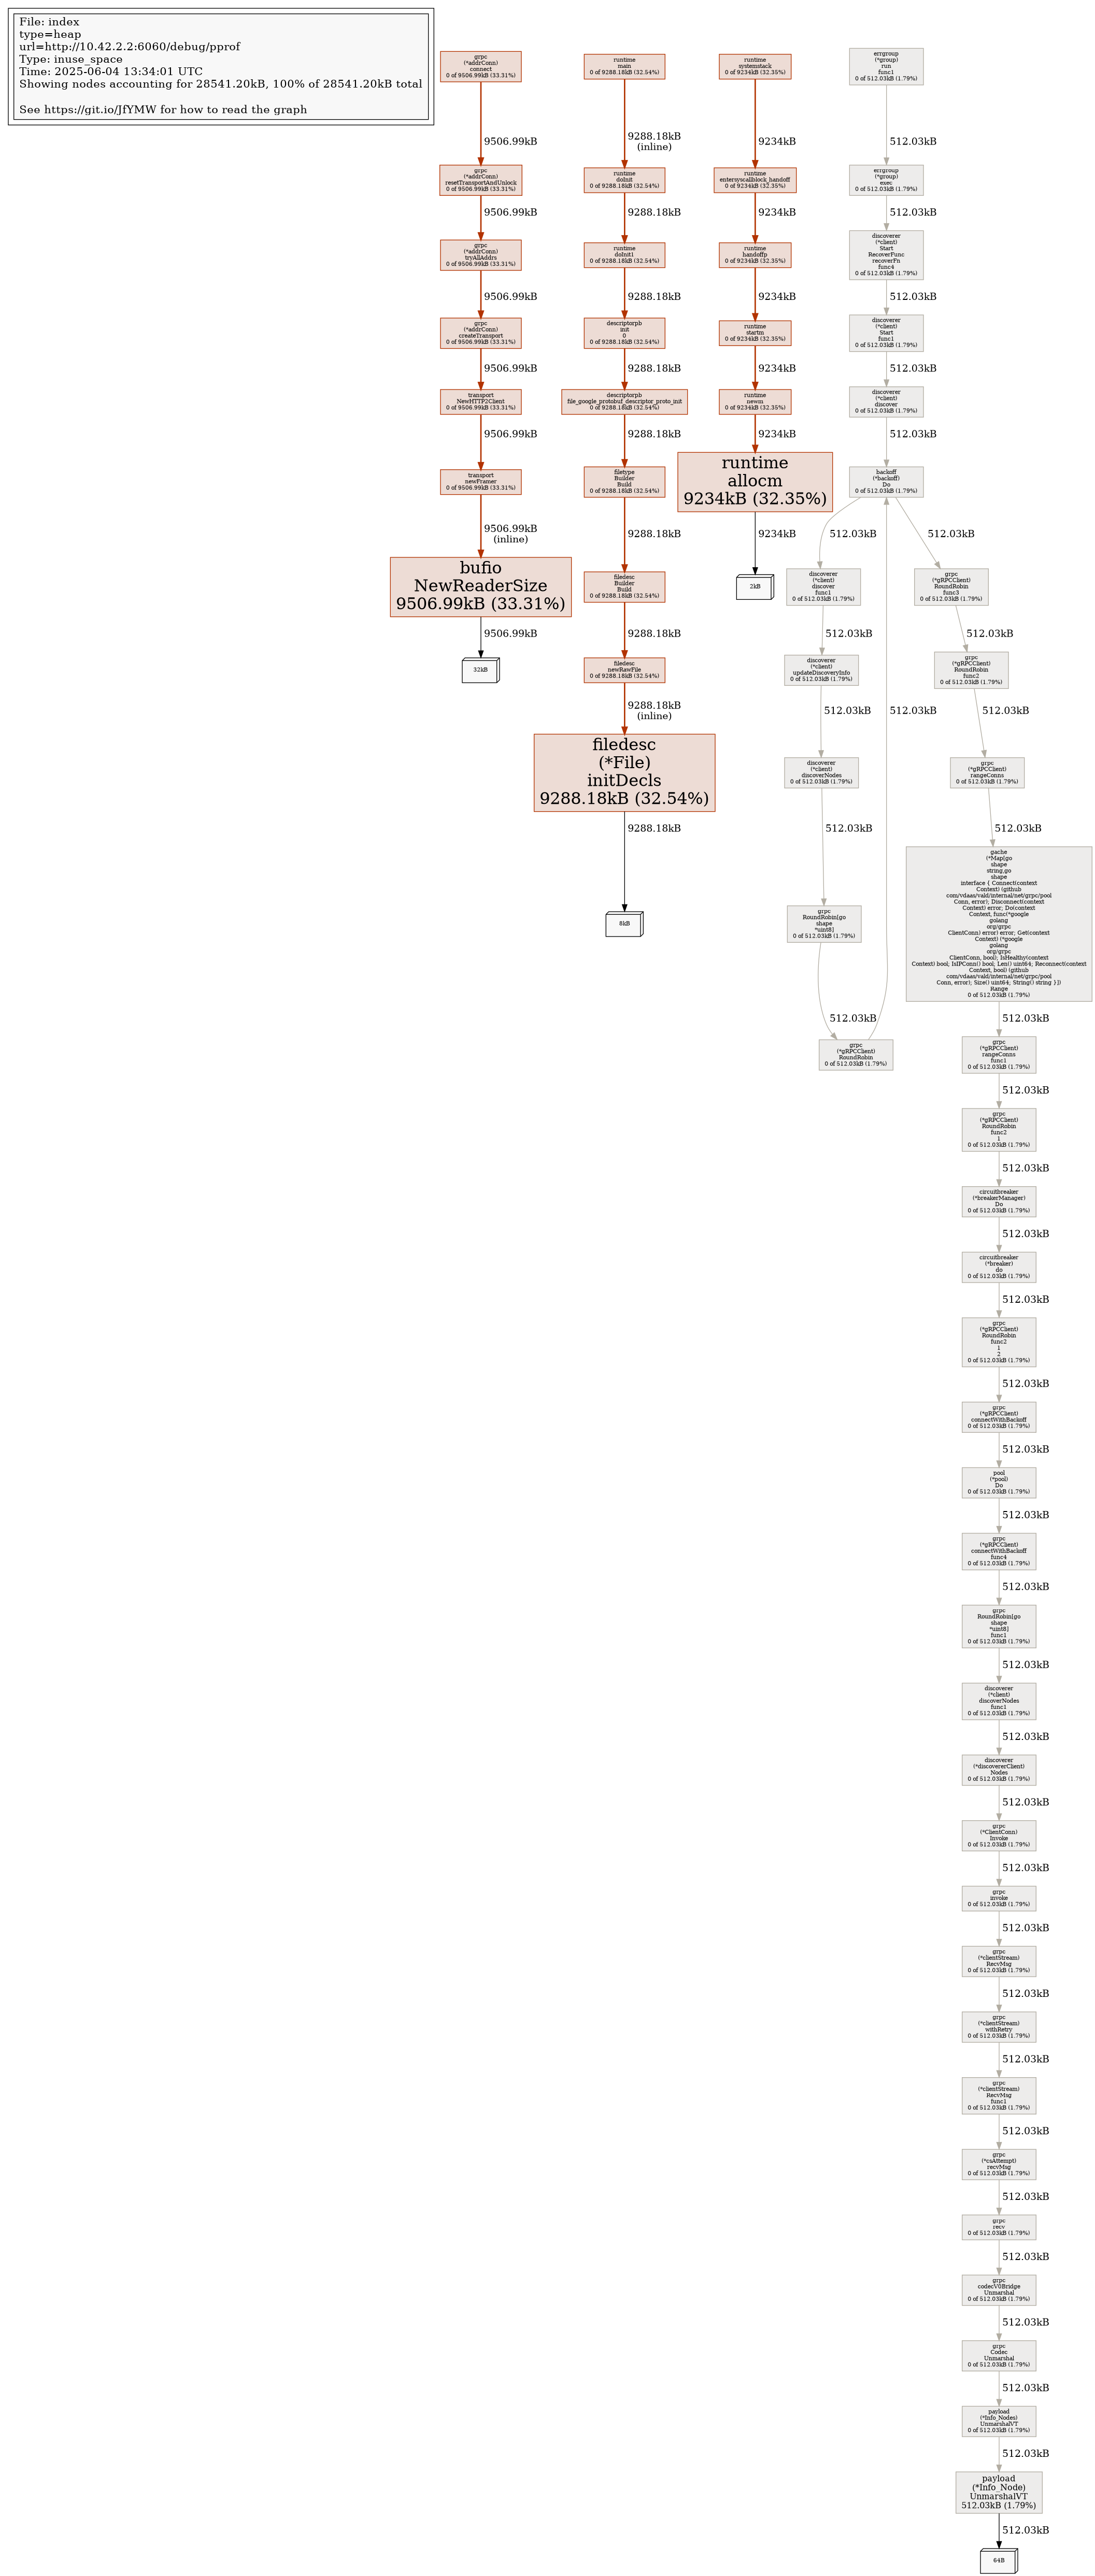 File: index
type=heap
url=http://10.42.2.2:6060/debug/pprof
Type: inuse_space
Time: 2025-06-04 13:34:01 UTC
Showing nodes accounting for 28541.20kB, 100% of 28541.20kB total
See https://git.io/JfYMW for how to read the graph
grpc
(*addrConn)
connect
0 of 9506.99kB (33.31%)
9506.99kB
grpc
(*addrConn)
resetTransportAndUnlock
0 of 9506.99kB (33.31%)
9506.99kB
grpc
(*addrConn)
tryAllAddrs
0 of 9506.99kB (33.31%)
9506.99kB
grpc
(*addrConn)
createTransport
0 of 9506.99kB (33.31%)
9506.99kB
transport
NewHTTP2Client
0 of 9506.99kB (33.31%)
9506.99kB
transport
newFramer
0 of 9506.99kB (33.31%)
9506.99kB
(inline)
bufio
NewReaderSize
9506.99kB (33.31%)
9506.99kB
32kB
runtime
main
0 of 9288.18kB (32.54%)
9288.18kB
(inline)
runtime
doInit
0 of 9288.18kB (32.54%)
9288.18kB
runtime
doInit1
0 of 9288.18kB (32.54%)
9288.18kB
descriptorpb
init
0
0 of 9288.18kB (32.54%)
9288.18kB
descriptorpb
file_google_protobuf_descriptor_proto_init
0 of 9288.18kB (32.54%)
9288.18kB
filetype
Builder
Build
0 of 9288.18kB (32.54%)
9288.18kB
filedesc
Builder
Build
0 of 9288.18kB (32.54%)
9288.18kB
filedesc
newRawFile
0 of 9288.18kB (32.54%)
9288.18kB
(inline)
filedesc
(*File)
initDecls
9288.18kB (32.54%)
9288.18kB
8kB
runtime
systemstack
0 of 9234kB (32.35%)
9234kB
runtime
entersyscallblock_handoff
0 of 9234kB (32.35%)
9234kB
runtime
handoffp
0 of 9234kB (32.35%)
9234kB
runtime
startm
0 of 9234kB (32.35%)
9234kB
runtime
newm
0 of 9234kB (32.35%)
9234kB
runtime
allocm
9234kB (32.35%)
9234kB
2kB
errgroup
(*group)
run
func1
0 of 512.03kB (1.79%)
512.03kB
errgroup
(*group)
exec
0 of 512.03kB (1.79%)
512.03kB
discoverer
(*client)
Start
RecoverFunc
recoverFn
func4
0 of 512.03kB (1.79%)
512.03kB
discoverer
(*client)
Start
func1
0 of 512.03kB (1.79%)
512.03kB
discoverer
(*client)
discover
0 of 512.03kB (1.79%)
512.03kB
backoff
(*backoff)
Do
0 of 512.03kB (1.79%)
512.03kB
discoverer
(*client)
discover
func1
0 of 512.03kB (1.79%)
512.03kB
discoverer
(*client)
updateDiscoveryInfo
0 of 512.03kB (1.79%)
512.03kB
discoverer
(*client)
discoverNodes
0 of 512.03kB (1.79%)
512.03kB
grpc
RoundRobin[go
shape
*uint8]
0 of 512.03kB (1.79%)
512.03kB
grpc
(*gRPCClient)
RoundRobin
0 of 512.03kB (1.79%)
512.03kB
512.03kB
grpc
(*gRPCClient)
RoundRobin
func3
0 of 512.03kB (1.79%)
512.03kB
grpc
(*gRPCClient)
RoundRobin
func2
0 of 512.03kB (1.79%)
512.03kB
grpc
(*gRPCClient)
rangeConns
0 of 512.03kB (1.79%)
512.03kB
gache
(*Map[go
shape
string,go
shape
interface { Connect(context
Context) (github
com/vdaas/vald/internal/net/grpc/pool
Conn, error); Disconnect(context
Context) error; Do(context
Context, func(*google
golang
org/grpc
ClientConn) error) error; Get(context
Context) (*google
golang
org/grpc
ClientConn, bool); IsHealthy(context
Context) bool; IsIPConn() bool; Len() uint64; Reconnect(context
Context, bool) (github
com/vdaas/vald/internal/net/grpc/pool
Conn, error); Size() uint64; String() string }])
Range
0 of 512.03kB (1.79%)
512.03kB
grpc
(*gRPCClient)
rangeConns
func1
0 of 512.03kB (1.79%)
512.03kB
grpc
(*gRPCClient)
RoundRobin
func2
1
0 of 512.03kB (1.79%)
512.03kB
circuitbreaker
(*breakerManager)
Do
0 of 512.03kB (1.79%)
512.03kB
circuitbreaker
(*breaker)
do
0 of 512.03kB (1.79%)
512.03kB
grpc
(*gRPCClient)
RoundRobin
func2
1
2
0 of 512.03kB (1.79%)
512.03kB
grpc
(*gRPCClient)
connectWithBackoff
0 of 512.03kB (1.79%)
512.03kB
pool
(*pool)
Do
0 of 512.03kB (1.79%)
512.03kB
grpc
(*gRPCClient)
connectWithBackoff
func4
0 of 512.03kB (1.79%)
512.03kB
grpc
RoundRobin[go
shape
*uint8]
func1
0 of 512.03kB (1.79%)
512.03kB
discoverer
(*client)
discoverNodes
func1
0 of 512.03kB (1.79%)
512.03kB
discoverer
(*discovererClient)
Nodes
0 of 512.03kB (1.79%)
512.03kB
grpc
(*ClientConn)
Invoke
0 of 512.03kB (1.79%)
512.03kB
grpc
invoke
0 of 512.03kB (1.79%)
512.03kB
grpc
(*clientStream)
RecvMsg
0 of 512.03kB (1.79%)
512.03kB
grpc
(*clientStream)
withRetry
0 of 512.03kB (1.79%)
512.03kB
grpc
(*clientStream)
RecvMsg
func1
0 of 512.03kB (1.79%)
512.03kB
grpc
(*csAttempt)
recvMsg
0 of 512.03kB (1.79%)
512.03kB
grpc
recv
0 of 512.03kB (1.79%)
512.03kB
grpc
codecV0Bridge
Unmarshal
0 of 512.03kB (1.79%)
512.03kB
grpc
Codec
Unmarshal
0 of 512.03kB (1.79%)
512.03kB
payload
(*Info_Nodes)
UnmarshalVT
0 of 512.03kB (1.79%)
512.03kB
payload
(*Info_Node)
UnmarshalVT
512.03kB (1.79%)
512.03kB
64B